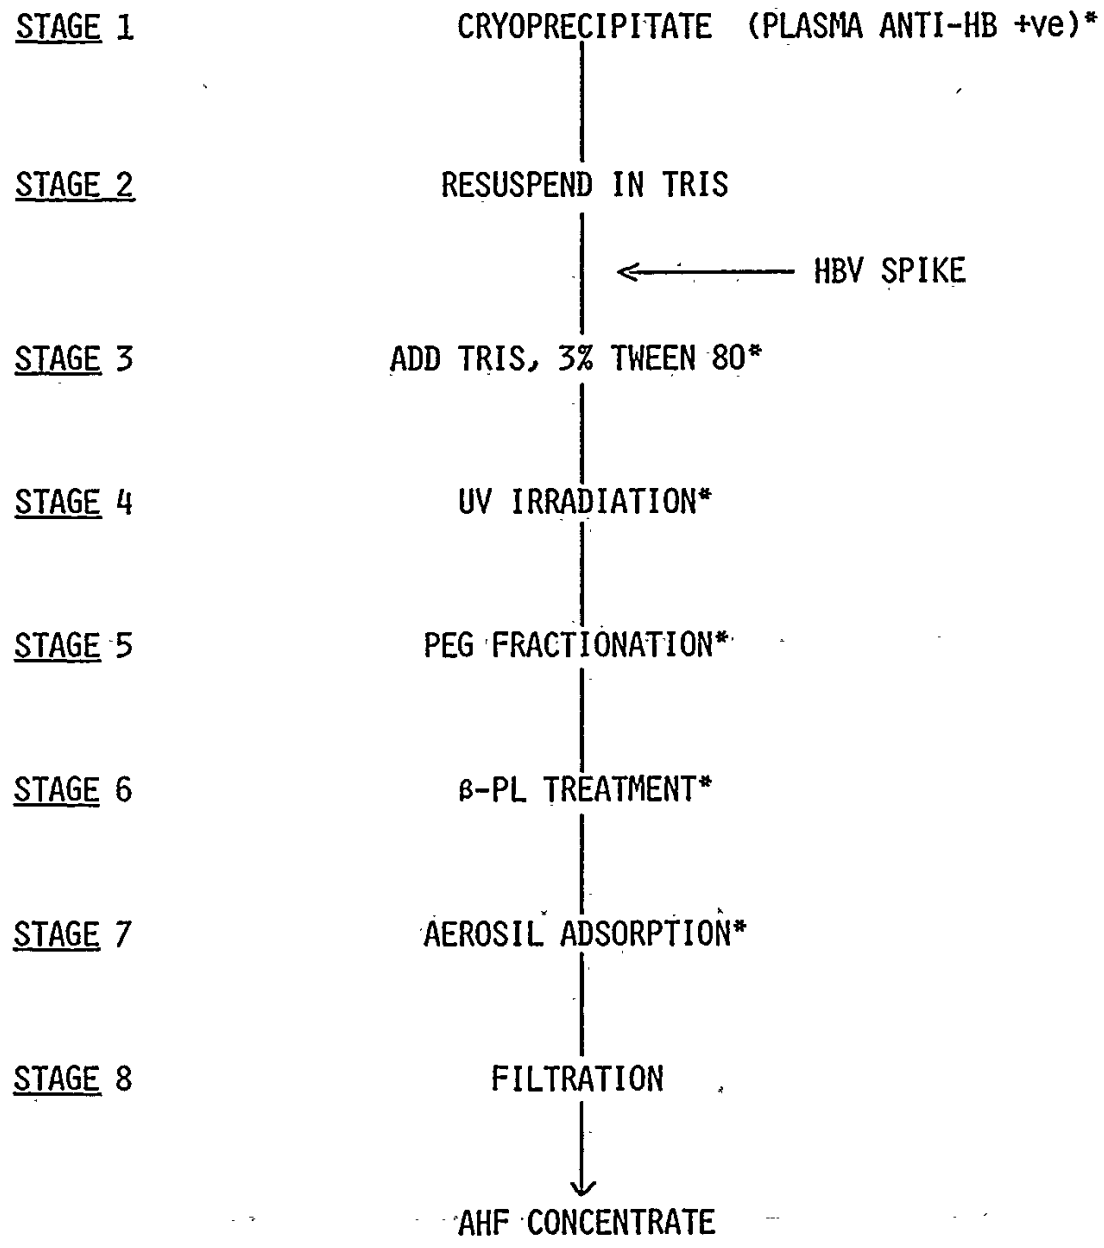 STAGE 1 CRYOPRECIPITATE (PLASMA ANTI-HB +ve)*
STAGE 2 RESUSPEND IN TRIS
HBV SPIKE
STAGE 3 ADD TRIS, 3% TWEEN 80*
STAGE 4 UV IRRADIATION*
STAGE 5 PEG FRACTIONATION*
STAGE 6 β-PL TREATMENT*
STAGE 7 AEROSIL ADSORPTION*
STAGE 8 FILTRATION
AHF CONCENTRATE